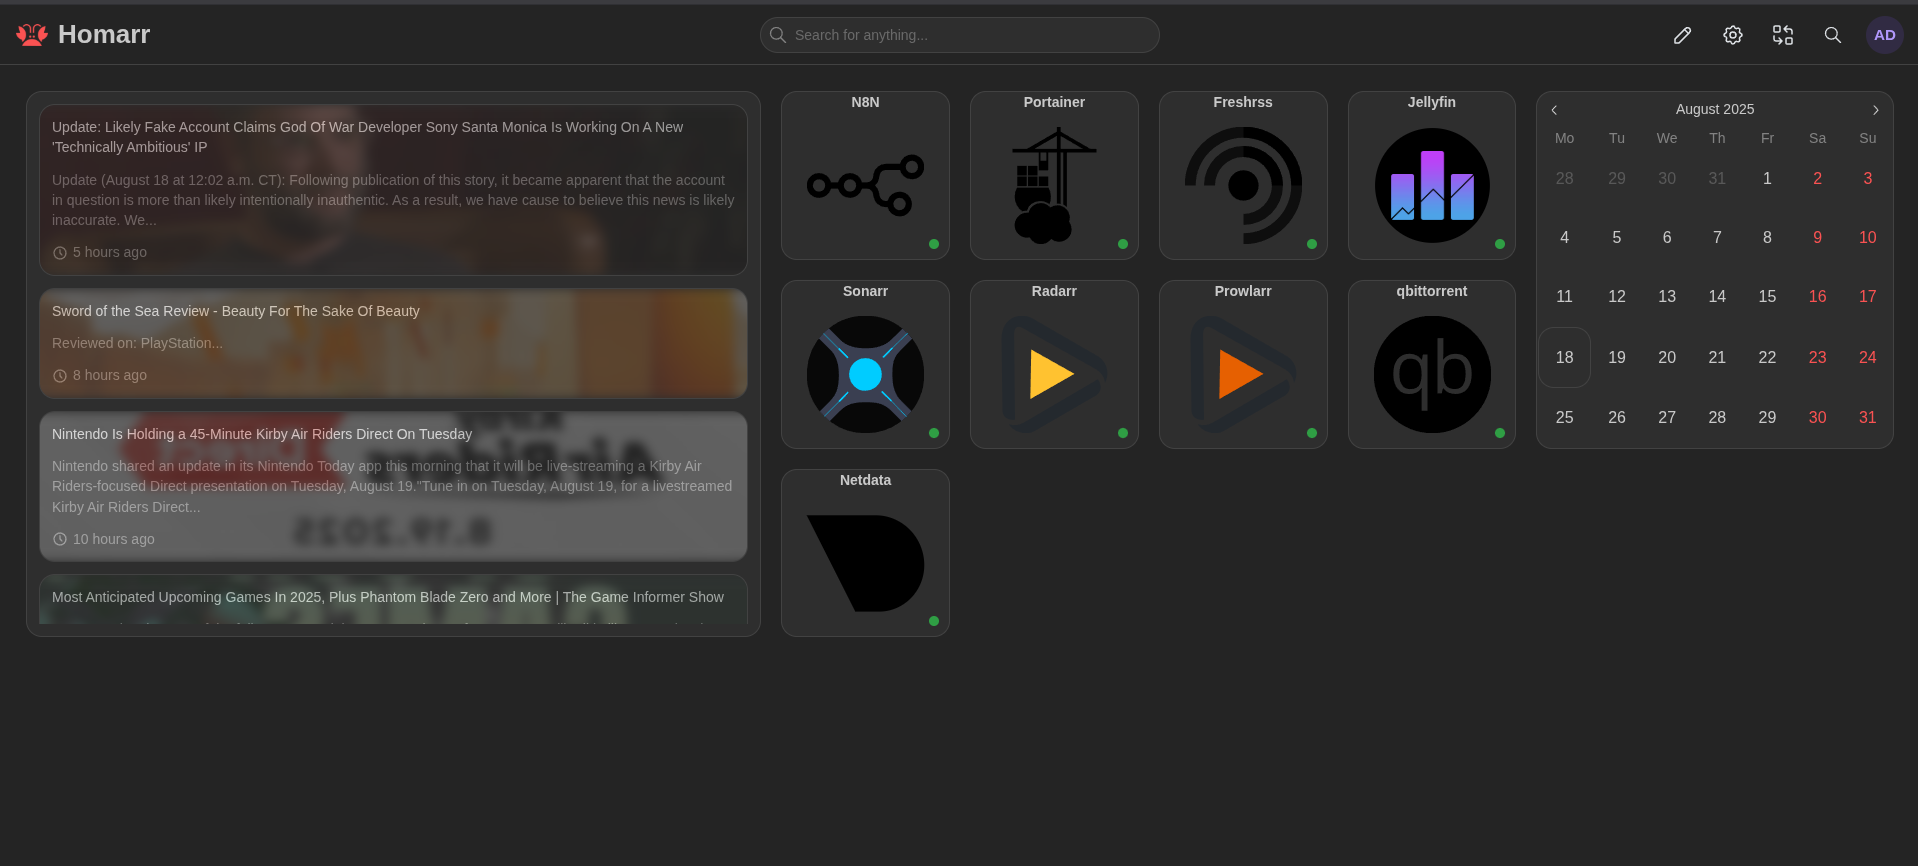 Homarr
Search for anything...
AD
Update: Likely Fake Account Claims God Of War Developer Sony Santa Monica Is Working On A New
'Technically Ambitious' IP
Update (August 18 at 12:02 a.m. CT): Following publication of this story, it became apparent that the account
in question is more than likely intentionally inauthentic. As a result, we have cause to believe this news is likely
inaccurate. We...
5 hours ago
Sword of the Sea Review - Beauty For The Sake Of Beauty
Reviewed on: PlayStation...
8 hours ago
Nintendo Is Holding a 45-Minute Kirby Air Riders Direct On Tuesday
Nintendo shared an update in its Nintendo Today app this morning that it will be live-streaming a Kirby Air
Riders-focused Direct presentation on Tuesday, August 19."Tune in on Tuesday, August 19, for a livestreamed
Kirby Air Riders Direct...
10 hours ago
8.19.2025
Most Anticipated Upcoming Games In 2025, Plus Phantom Blade Zero and More | The Game Informer Show
N8N
Portainer
Freshrss
Jellyfin
Sonarr
Radarr
Prowlarr
qbittorrent
qb
Netdata
August 2025
Mo Tu We Th Fr Sa Su
28 29 30 31 1 2 3
4 5 6 7 8 9 10
11 12 13 14 15 16 17
18 19 20 21 22 23 24
25 26 27 28 29 30 31